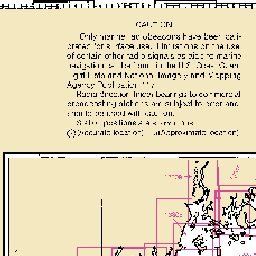 CAUTION
Only marine radiobeacons have been cali-
brated for surface use. Limitations on the use
of certain other radio signals as aids to marine
navigation can be found in the U.S. Coast Guard
Light Lists and National Imagery and Mapping
Agency Publication 117.
Radio direction-finder bearings to commercial
broadcasting stations are subject to error and
should be used with caution.
Station positions are shown thus:
(Accurate location) (Approximate location)